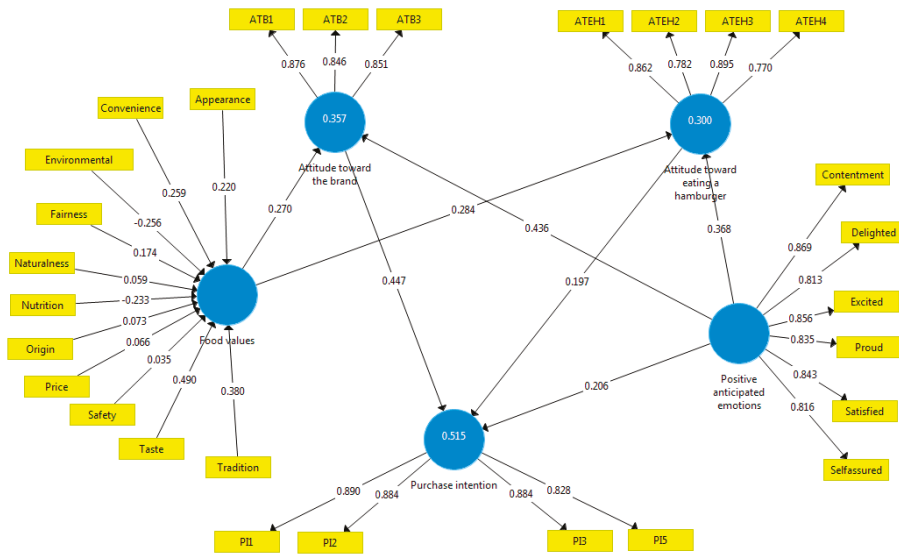 ATB1
ATB2
ATB3
ATEH1
ATEH2
ATEH3
ATEH4
0.876
0.846
0.851
0.862
0.782
0.895
0.770
Appearance
Convenience
0.357
0.300
Environmental
Attitude toward
the brand
Attitude toward
eating a
hamburger
Contentment
0.259
0.220
Fairness
-0.256
0.270
0.284
0.436
0.368
Delighted
0.174
0.869
Naturalness
0.059
0.813
0.447
0.197
Nutrition
-0.233
Excited
0.856
Origin
0.073
Food values
0.835
Proud
0.066
Price
0.035
0.843
Positive
anticipated
emotions
0.206
0.490
0.380
0.816
Safety
Satisfied
Taste
0.515
Tradition
Selfassured
Purchase intention
0.890
0.884
0.884
0.828
PI1
PI2
PI3
PI5